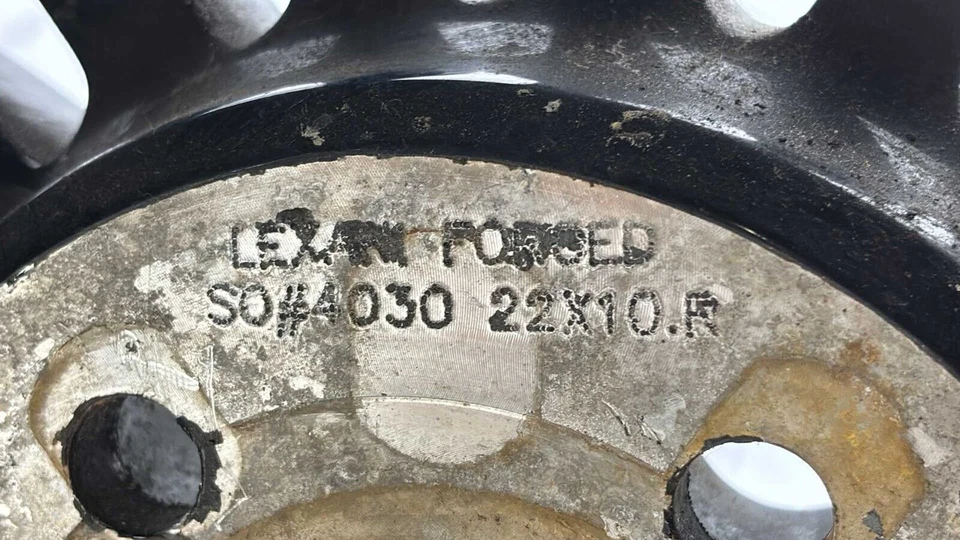 LEXANI FORGED
SO#4030 22X10.R